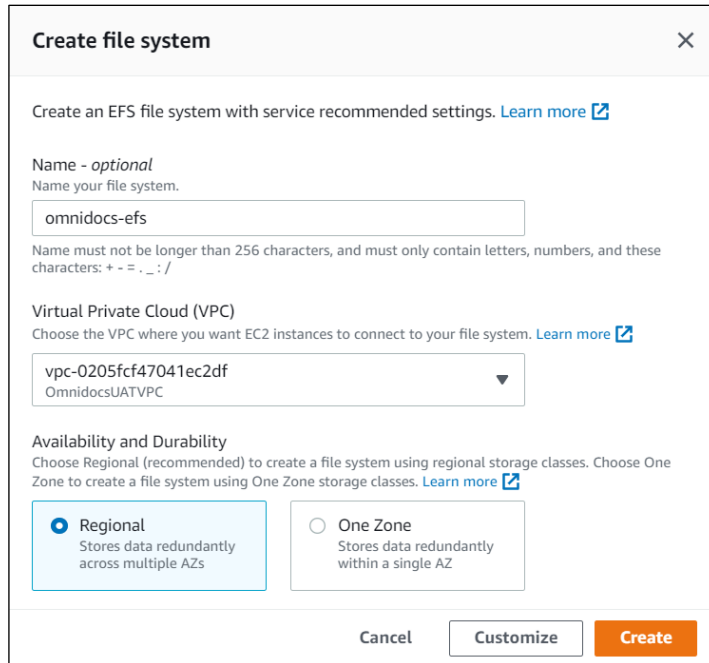 Create file system
Create an EFS file system with service recommended settings. Learn more
Name - optional
Name your file system.
omnidocs-efs
Name must not be longer than 256 characters, and must only contain letters, numbers, and these
characters: + - = . _ : /
Virtual Private Cloud (VPC)
Choose the VPC where you want EC2 instances to connect to your file system. Learn more
vpc-0205fcf47041ec2df
OmnidocsUATVPC
Availability and Durability
Choose Regional (recommended) to create a file system using regional storage classes. Choose One
Zone to create a file system using One Zone storage classes. Learn more
Regional
Stores data redundantly
across multiple AZs
One Zone
Stores data redundantly
within a single AZ
Cancel Customize Create